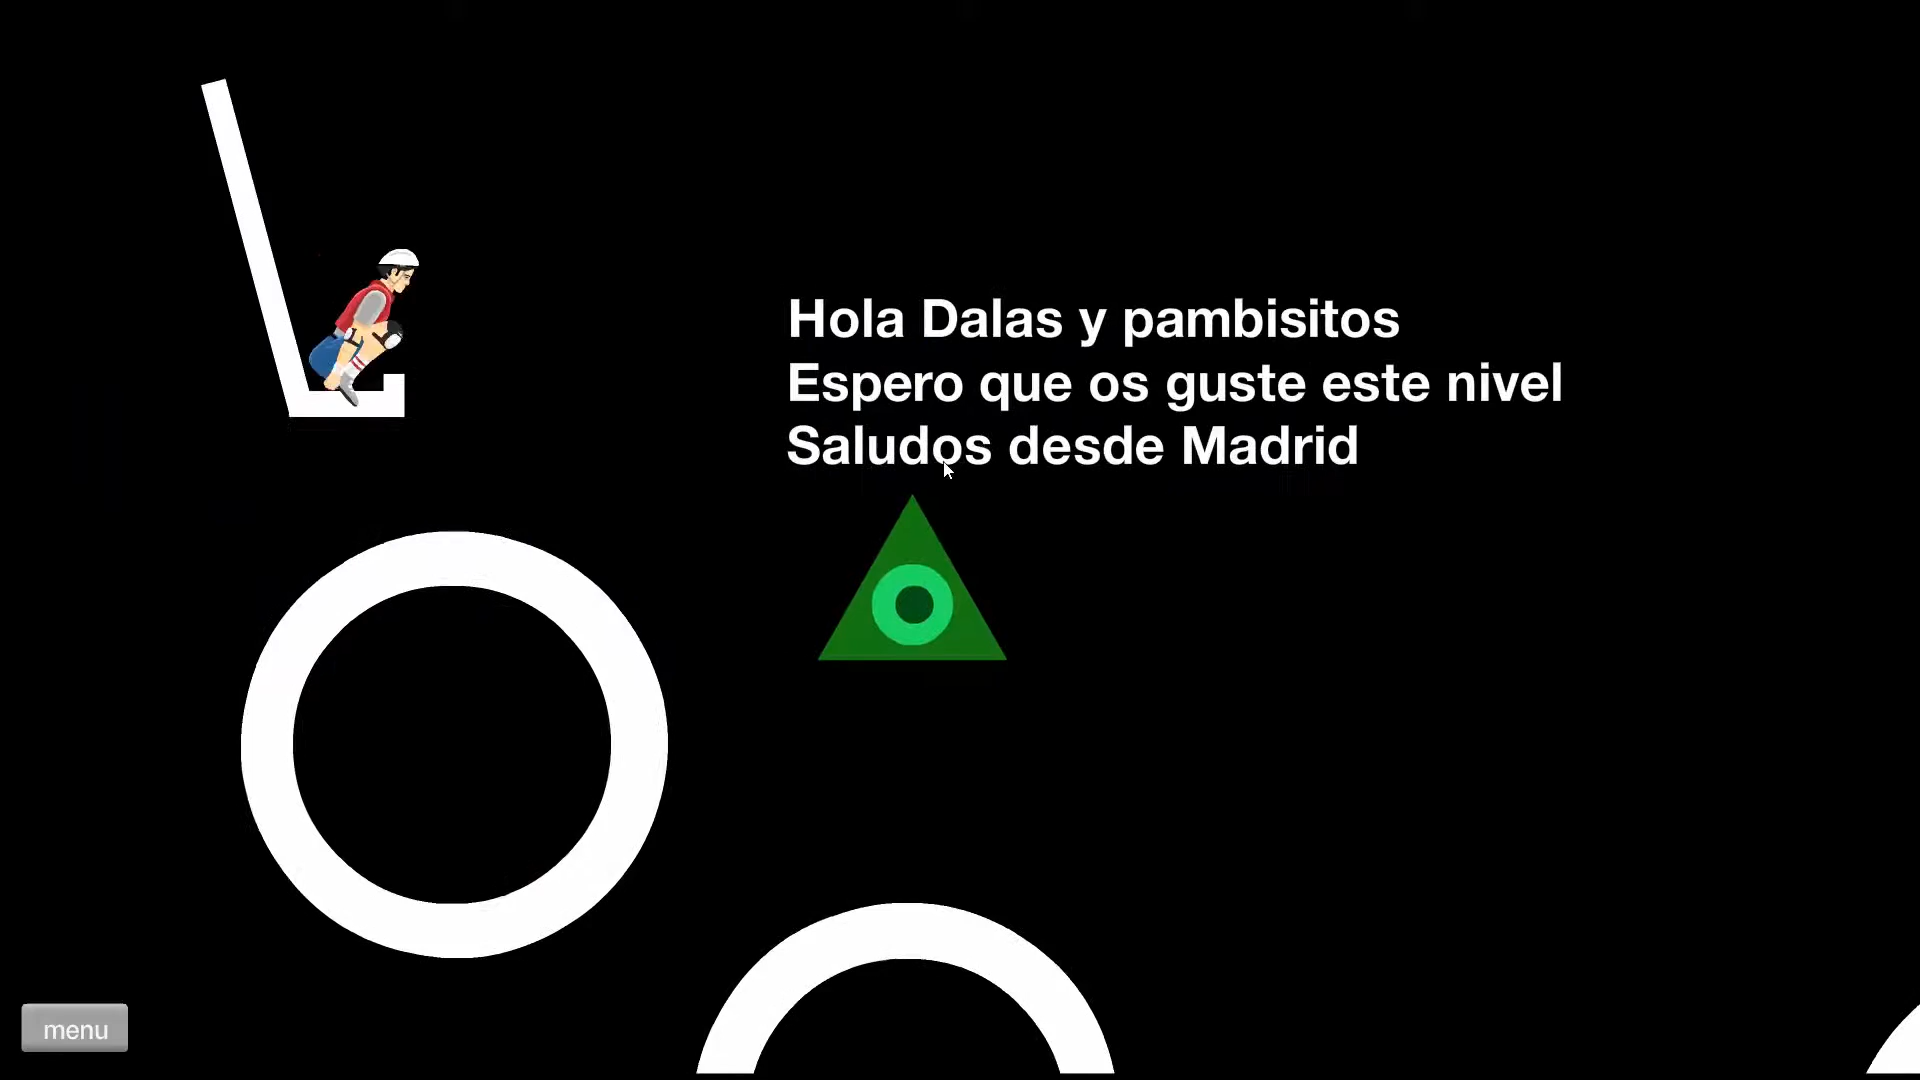 Hola Dalas y pambisitos
Espero que os guste este nivel
Saludos desde Madrid
menu